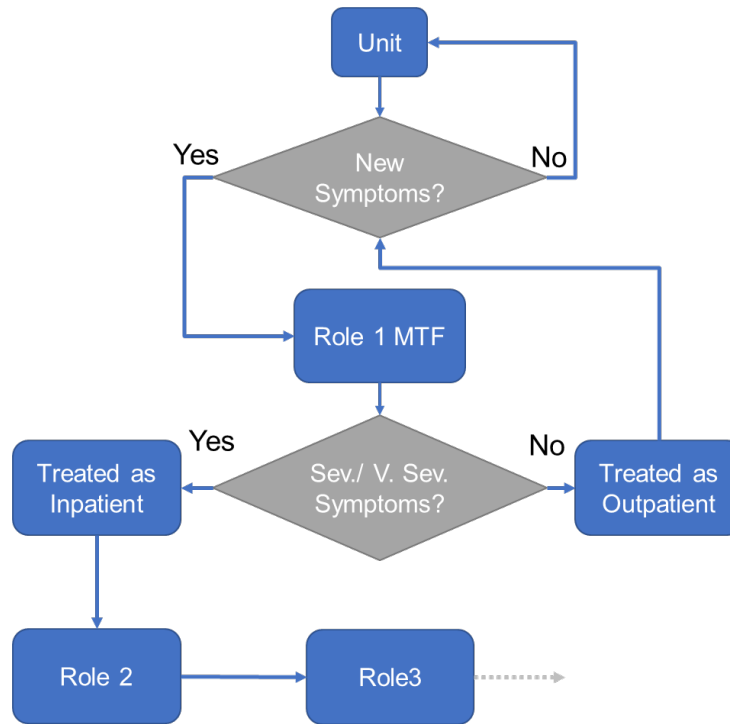 Unit
Yes
No
New
Symptoms?
Role 1 MTF
Yes
No
Treated as
Inpatient
Sev./ V. Sev.
Symptoms?
Treated as
Outpatient
Role 2
Role3